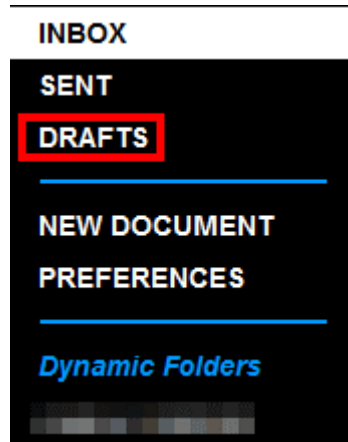 INBOX
SENT
DRAFTS
NEW DOCUMENT
PREFERENCES
Dynamic Folders